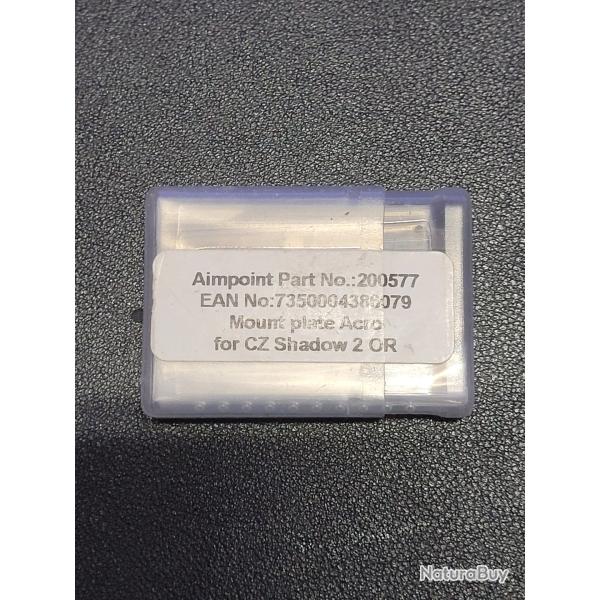 Aimpoint Part No.:200577
EAN No:7350004386079
Mount plate Acro
for CZ Shadow 2 OR
NaturaBuy